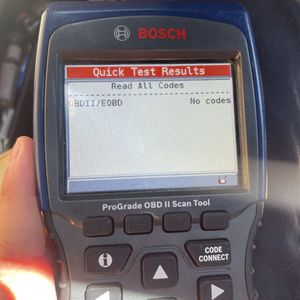 BOSCH
Quick Test Results
Read All Codes
OBDII/EOBD No codes
ProGrade OBD II Scan Tool
i
CODE
CONNECT